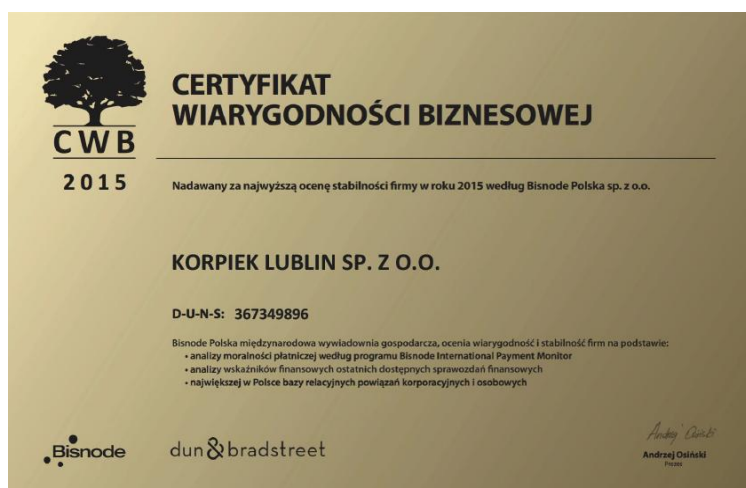 CERTYFIKAT
WIARYGODNOŚCI BIZNESOWEJ
CWB
2015
Nadawany za najwyższą ocenę stabilności firmy w roku 2015 według Bisnode Polska sp. z o.o.
KORPIEK LUBLIN SP. Z O.O.
D-U-N-S: 367349896
Bisnode Polska międzynarodowa wywiadownia gospodarcza, ocenia wiarygodność i stabilność firm na podstawie:
• analizy moralności płatniczej według programu Bisnode International Payment Monitor
• analizy wskaźników finansowych ostatnich dostępnych sprawozdań finansowych
• największej w Polsce bazy relacyjnych powiązań korporacyjnych i osobowych
Bisnode
dun & bradstreet
Andrzej Osiński
Andrzej Osiński
Prezes